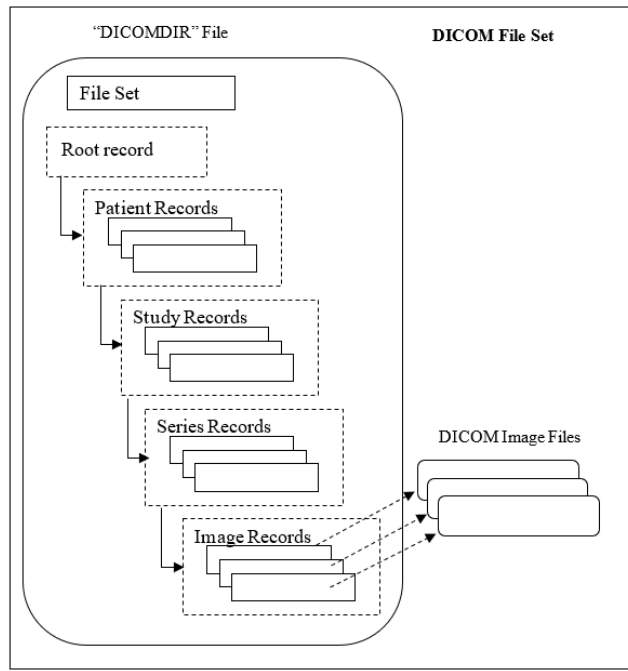 “DICOMDIR” File
DICOM File Set
File Set
Root record
Patient Records
Study Records
Series Records
DICOM Image Files
Image Records